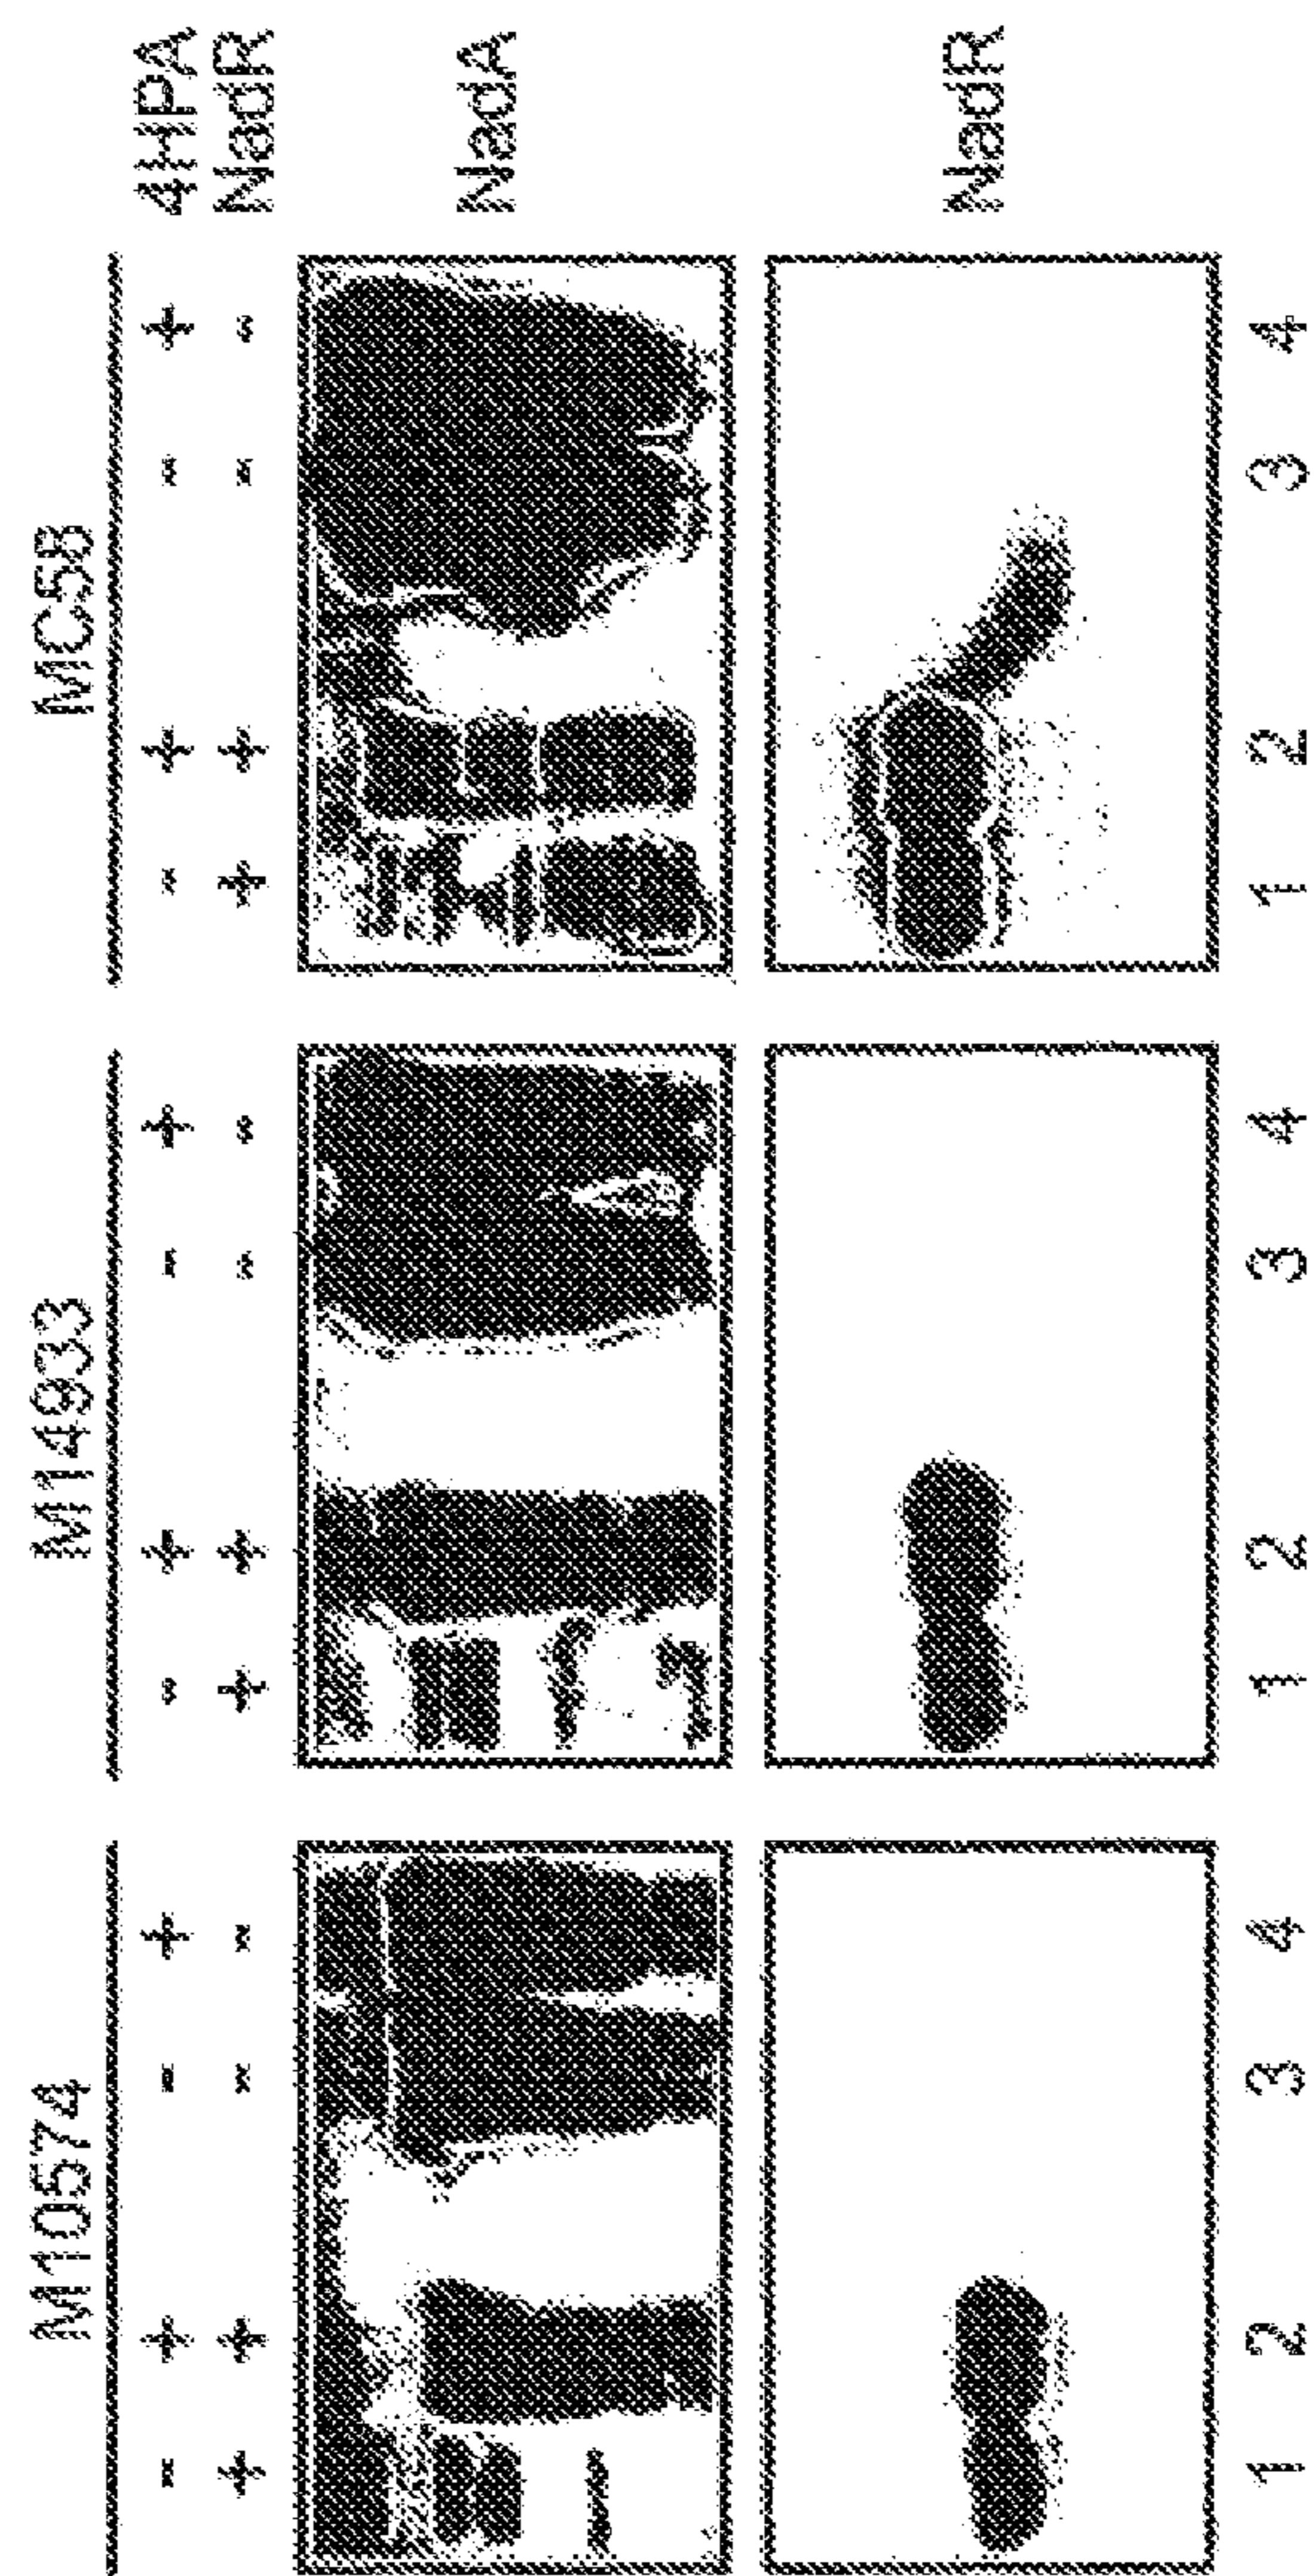 M10574 M14933 MC58
- + - + - + - + - + - + 4HPA
+ + - - + + - - + + - - NadR
NadA
NadR
1 2 3 4 1 2 3 4 1 2 3 4